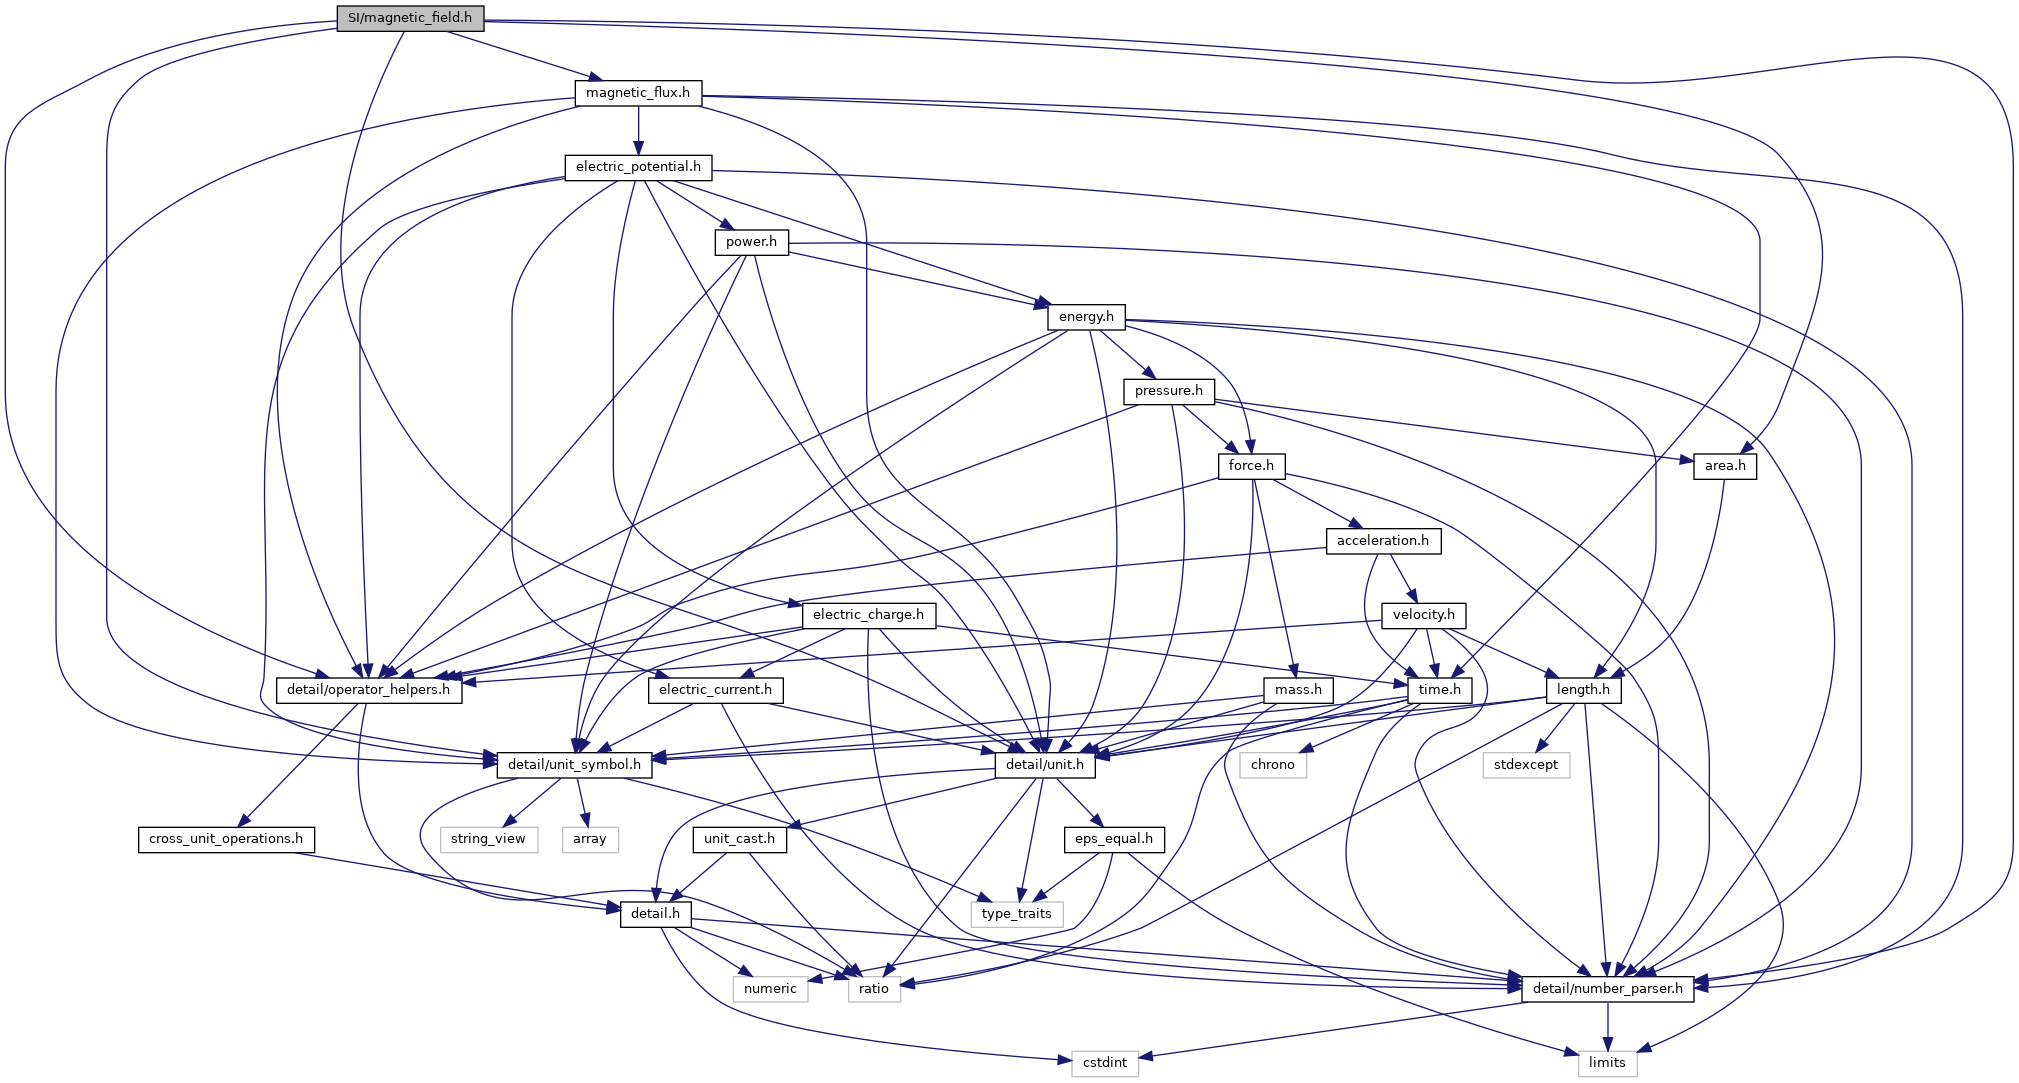 SI/magnetic_field.h
magnetic_flux.h
electric_potential.h
power.h
energy.h
pressure.h
force.h
area.h
acceleration.h
electric_charge.h
velocity.h
detail/operator_helpers.h
electric_current.h
mass.h
time.h
length.h
detail/unit_symbol.h
detail/unit.h
chrono
stdexcept
cross_unit_operations.h
string_view
array
unit_cast.h
eps_equal.h
detail.h
type_traits
numeric
ratio
detail/number_parser.h
cstdint
limits